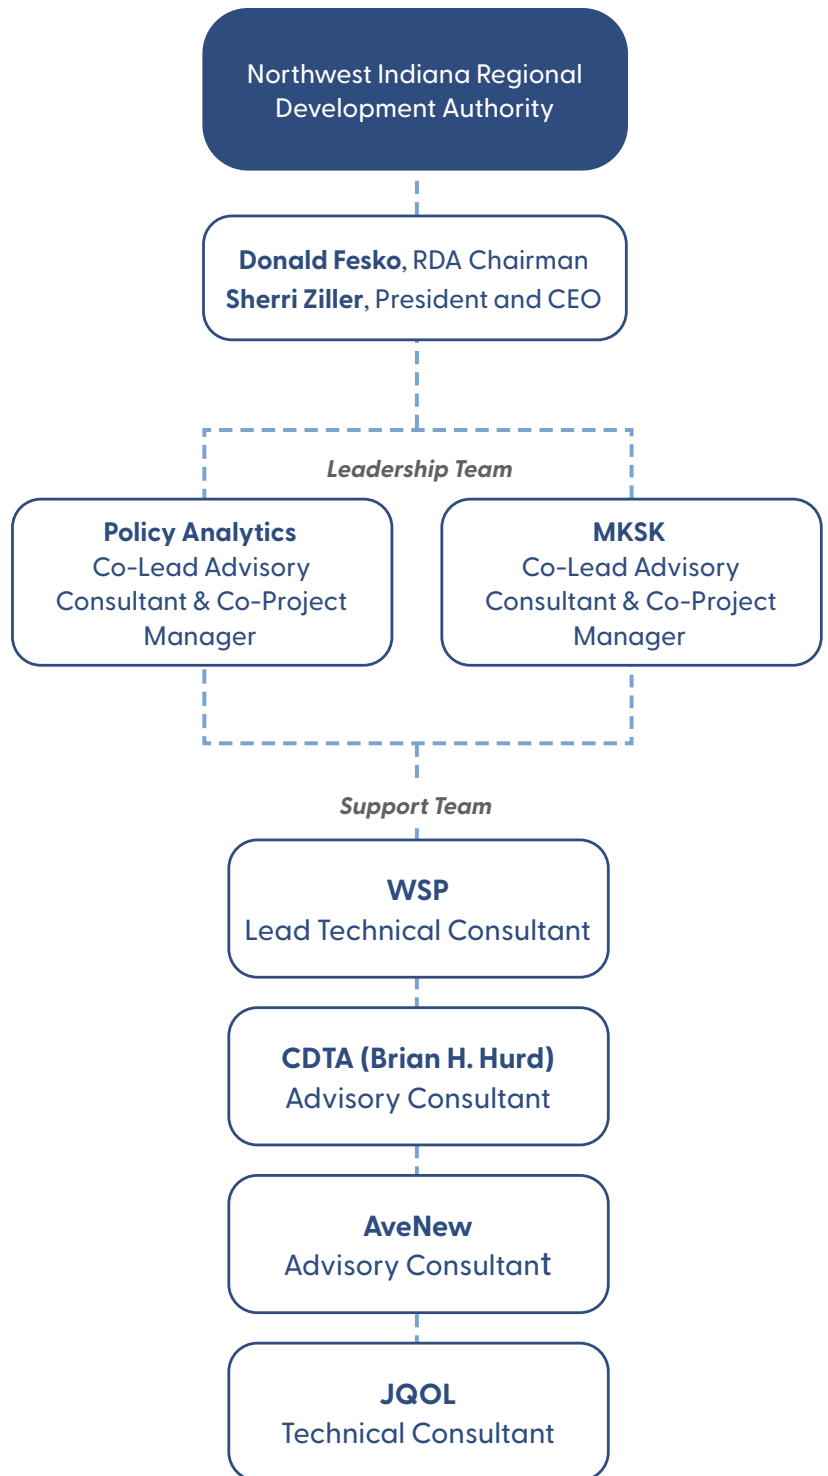 Northwest Indiana Regional
Development Authority
Donald Fesko, RDA Chairman
Sherri Ziller, President and CEO
Leadership Team
Policy Analytics
Co-Lead Advisory
Consultant & Co-Project
Manager
MKSK
Co-Lead Advisory
Consultant & Co-Project
Manager
Support Team
WSP
Lead Technical Consultant
CDTA (Brian H. Hurd)
Advisory Consultant
AveNew
Advisory Consultant
JQOL
Technical Consultant